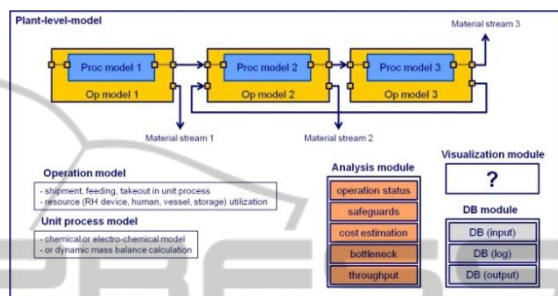 Plant-level-model
Material stream 3
Proc model 1
Proc model 2
Proc model 3
Op model 1
Op model 2
Op model 3
Material stream 1
Material stream 2
Operation model
- shipment, feeding, takeout in unit process
- resource (RH device, human, vessel, storage) utilization
Unit process model
- chemical or electro-chemical model
- or dynamic mass balance calculation
Analysis module
operation status
safeguards
cost estimation
bottleneck
throughput
Visualization module
?
DB module
DB (input)
DB (log)
DB (output)